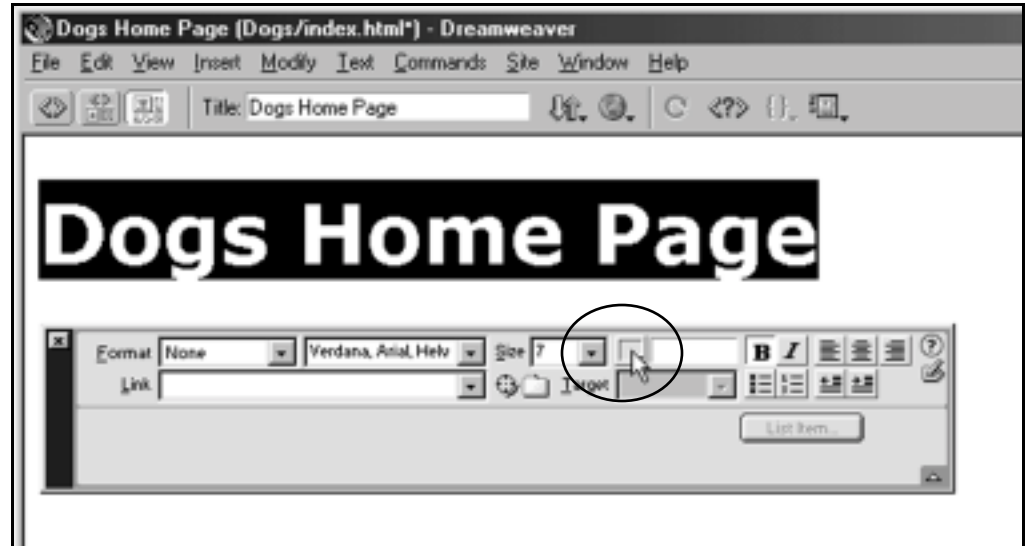 Dogs Home Page (Dogs/index.html*) - Dreamweaver
File Edit View Insert Modify Text Commands Site Window Help
Title: Dogs Home Page
Dogs Home Page
Format None Verdana, Arial, Helv Size 7 B I
Link Target
List Item...